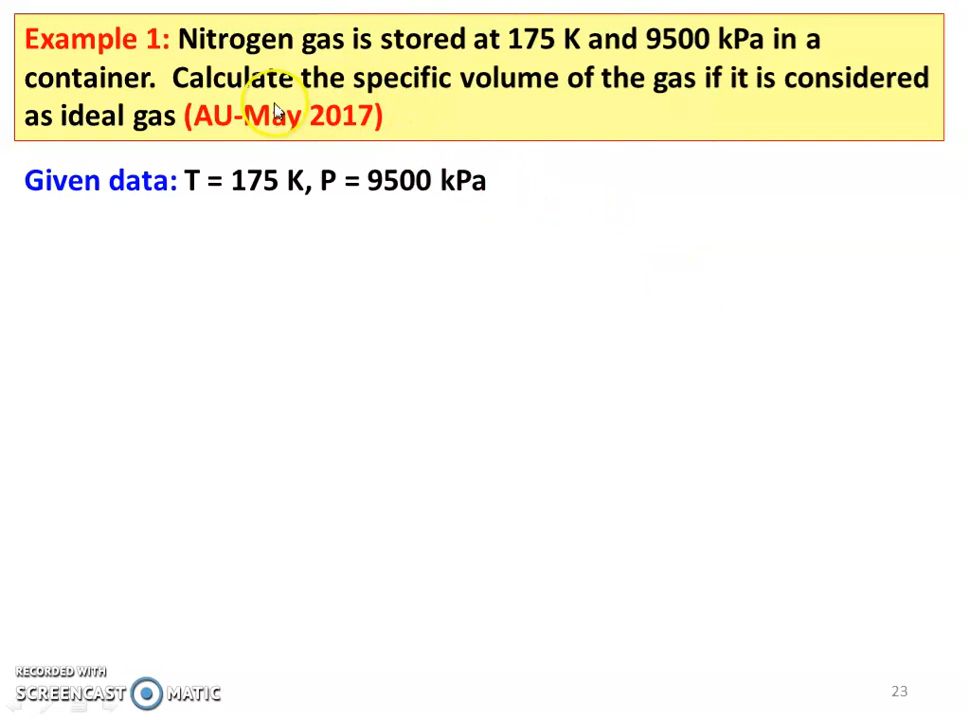 Example 1: Nitrogen gas is stored at 175 K and 9500 kPa in a
container. Calculate the specific volume of the gas if it is considered
as ideal gas (AU-May 2017)
Given data: T = 175 K, P = 9500 kPa
RECORDED WITH
SCREENCAST MATIC
23